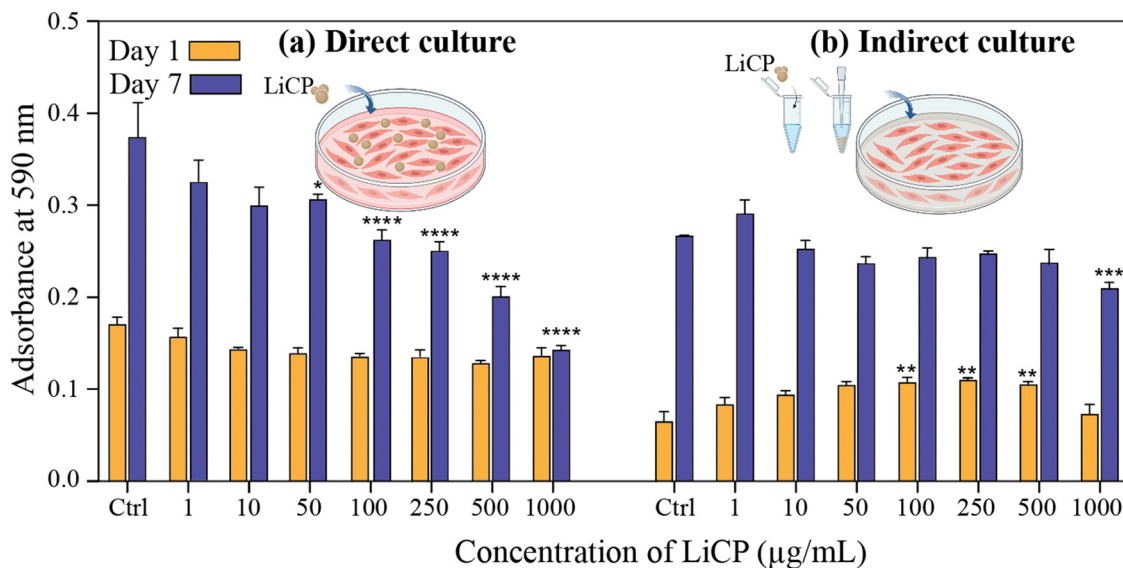 0.5
0.4
0.3
0.2
0.1
0.0
Adsorbance at 590 nm
Day 1
Day 7
(a) Direct culture
LiCP
(b) Indirect culture
LiCP
*
****
****
****
****
**
**
**
***
Ctrl 1 10 50 100 250 500 1000
Ctrl 1 10 50 100 250 500 1000
Concentration of LiCP (µg/mL)